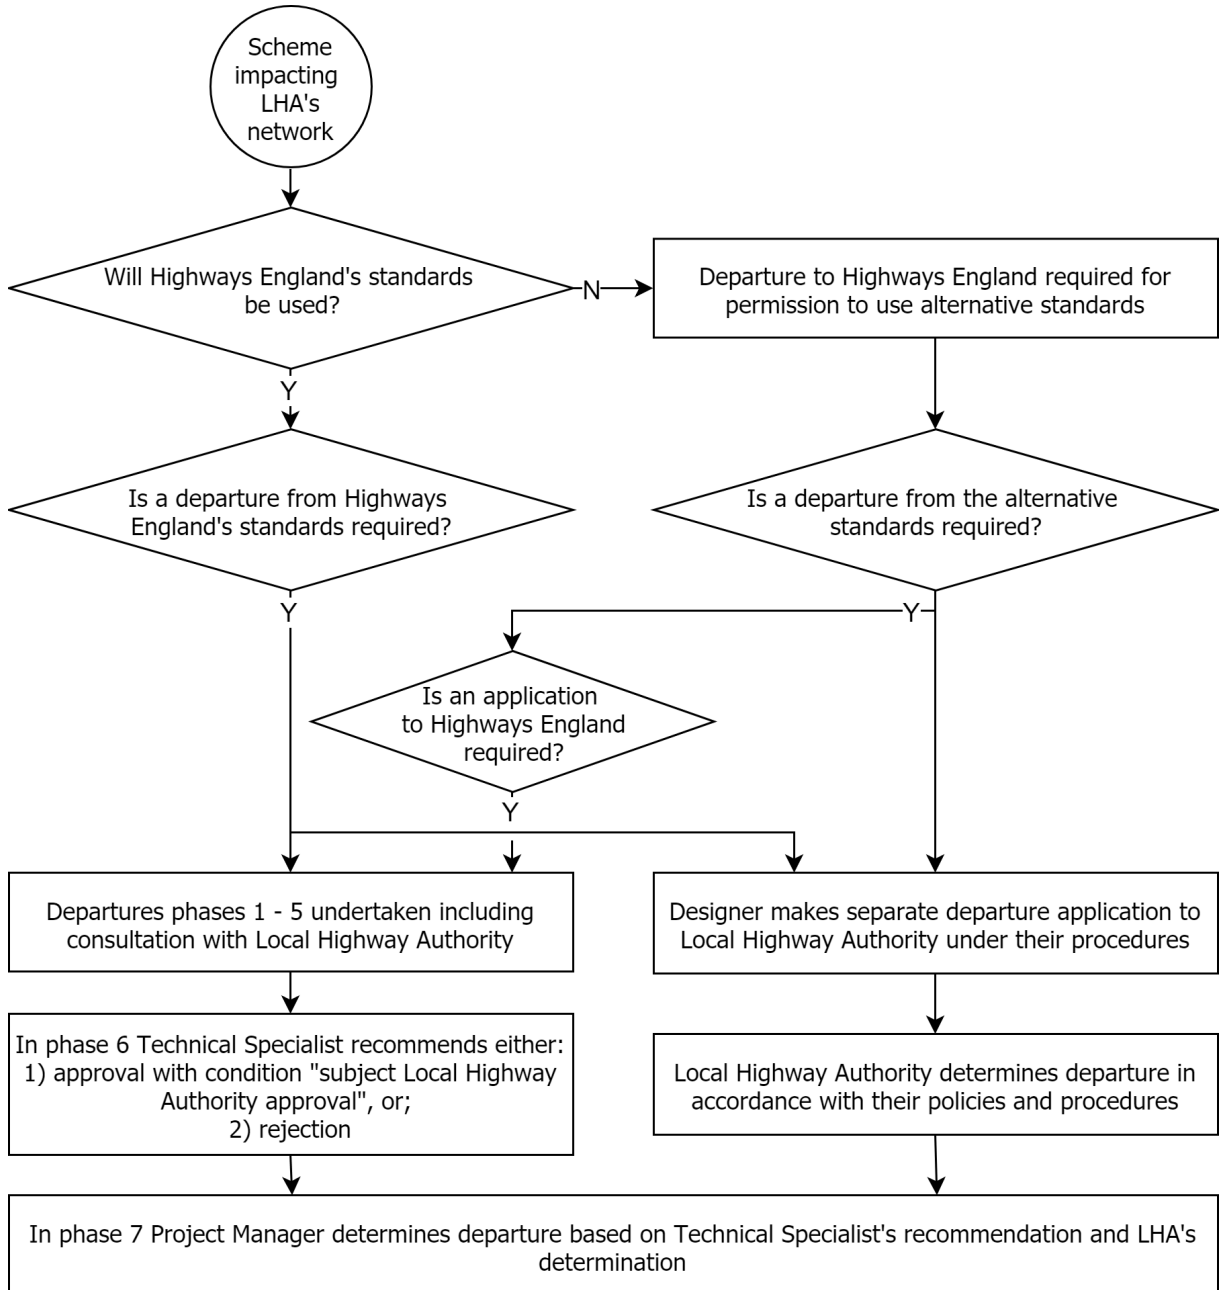 Scheme
impacting
LHA's
network
Will Highways England's standards
be used?
N
Departure to Highways England required for
permission to use alternative standards
Y
Is a departure from Highways
England's standards required?
Is a departure from the alternative
standards required?
Y
Y
Is an application
to Highways England
required?
Y
Departures phases 1 - 5 undertaken including
consultation with Local Highway Authority
Designer makes separate departure application to
Local Highway Authority under their procedures
In phase 6 Technical Specialist recommends either:
1) approval with condition "subject Local Highway
Authority approval", or;
2) rejection
Local Highway Authority determines departure in
accordance with their policies and procedures
In phase 7 Project Manager determines departure based on Technical Specialist's recommendation and LHA's
determination